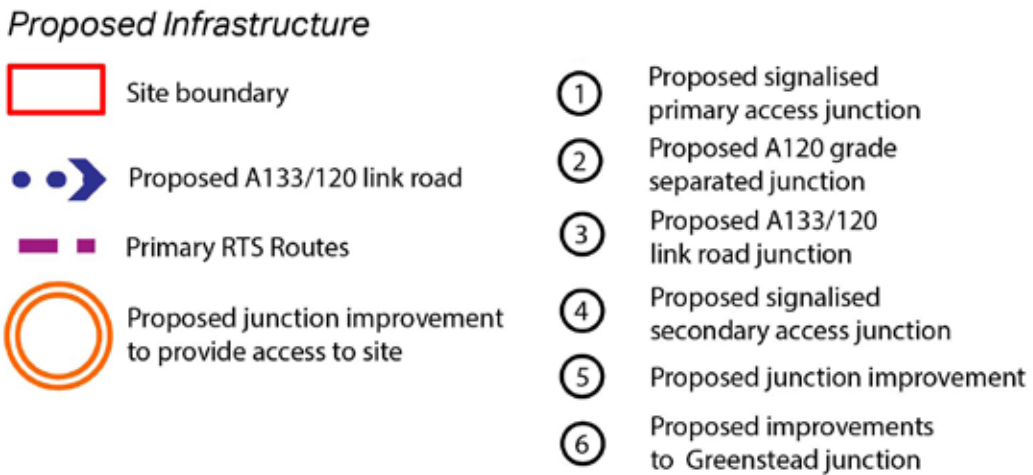 Proposed Infrastructure
Site boundary
Proposed A133/120 link road
Primary RTS Routes
Proposed junction improvement
to provide access to site
1 Proposed signalised
primary access junction
2 Proposed A120 grade
separated junction
3 Proposed A133/120
link road junction
4 Proposed signalised
secondary access junction
5 Proposed junction improvement
6 Proposed improvements
to Greenstead junction